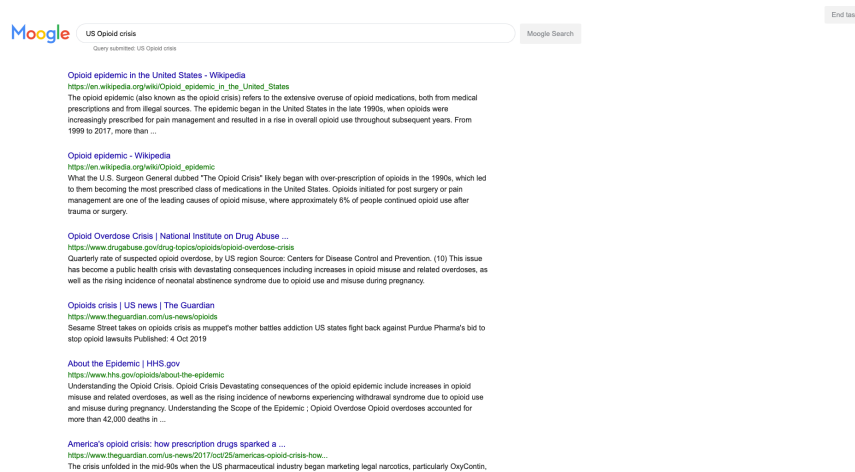 End tas
Moogle
US Opioid crisis
Moogle Search
Query submitted: US Opioid crisis
Opioid epidemic in the United States - Wikipedia
https://en.wikipedia.org/wiki/Opioid_epidemic_in_the_United_States
The opioid epidemic (also known as the opioid crisis) refers to the extensive overuse of opioid medications, both from medical
prescriptions and from illegal sources. The epidemic began in the United States in the late 1990s, when opioids were
increasingly prescribed for pain management and resulted in a rise in overall opioid use throughout subsequent years. From
1999 to 2017, more than ...
Opioid epidemic - Wikipedia
https://en.wikipedia.org/wiki/Opioid_epidemic
What the U.S. Surgeon General dubbed "The Opioid Crisis" likely began with over-prescription of opioids in the 1990s, which led
to them becoming the most prescribed class of medications in the United States. Opioids initiated for post surgery or pain
management are one of the leading causes of opioid misuse, where approximately 6% of people continued opioid use after
trauma or surgery.
Opioid Overdose Crisis | National Institute on Drug Abuse ...
https://www.drugabuse.gov/drug-topics/opioids/opioid-overdose-crisis
Quarterly rate of suspected opioid overdose, by US region Source: Centers for Disease Control and Prevention. (10) This issue
has become a public health crisis with devastating consequences including increases in opioid misuse and related overdoses, as
well as the rising incidence of neonatal abstinence syndrome due to opioid use and misuse during pregnancy.
Opioids crisis | US news | The Guardian
https://www.theguardian.com/us-news/opioids
Sesame Street takes on opioids crisis as muppet's mother battles addiction US states fight back against Purdue Pharma's bid to
stop opioid lawsuits Published: 4 Oct 2019
About the Epidemic | HHS.gov
https://www.hhs.gov/opioids/about-the-epidemic
Understanding the Opioid Crisis. Opioid Crisis Devastating consequences of the opioid epidemic include increases in opioid
misuse and related overdoses, as well as the rising incidence of newborns experiencing withdrawal syndrome due to opioid use
and misuse during pregnancy. Understanding the Scope of the Epidemic ; Opioid Overdose Opioid overdoses accounted for
more than 42,000 deaths in ...
America's opioid crisis: how prescription drugs sparked a ...
https://www.theguardian.com/us-news/2017/oct/25/americas-opioid-crisis-how...
The crisis unfolded in the mid-90s when the US pharmaceutical industry began marketing legal narcotics, particularly OxyContin,